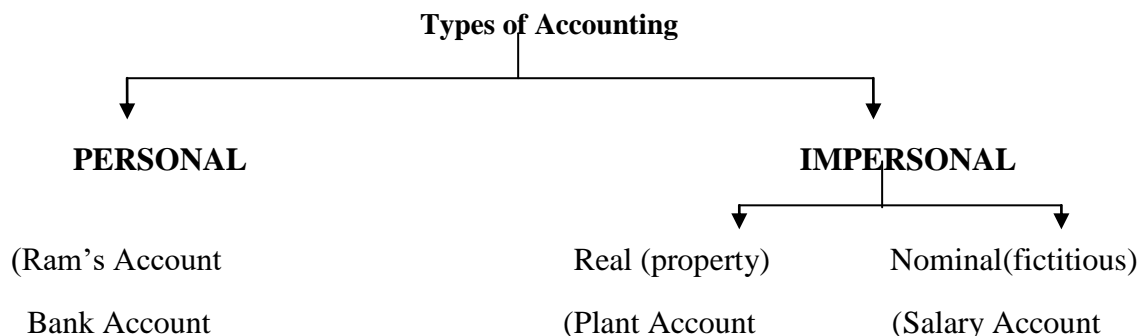 Types of Accounting
PERSONAL IMPERSONAL
(Ram’s Account Real (property) Nominal(fictitious)
Bank Account (Plant Account (Salary Account